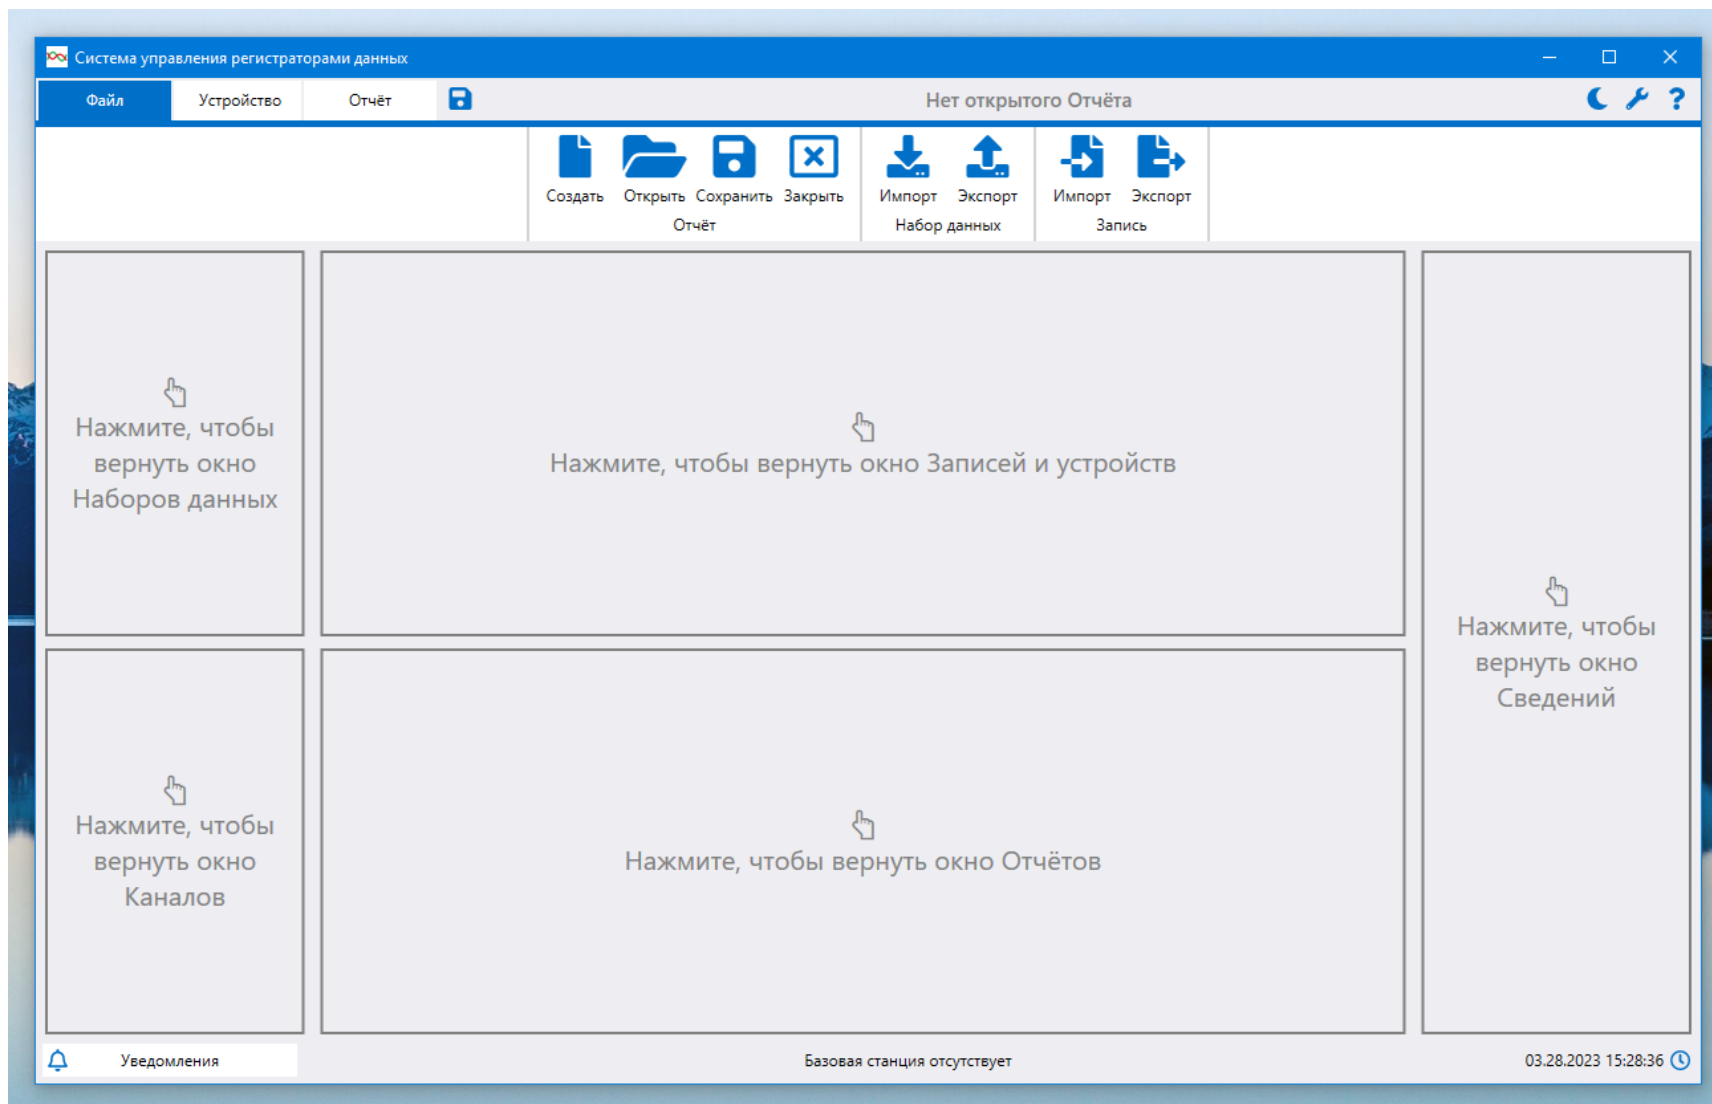 Система управления регистраторами данных
Файл Устройство Отчёт Нет открытого Отчёта ?
Создать Открыть Сохранить Закрыть Импорт Экспорт Импорт Экспорт
Отчёт Набор данных Запись
Нажмите, чтобы
вернуть окно
Наборов данных
Нажмите, чтобы вернуть окно Записей и устройств
Нажмите, чтобы
вернуть окно
Сведений
Нажмите, чтобы
вернуть окно
Каналов
Нажмите, чтобы вернуть окно Отчётов
Уведомления Базовая станция отсутствует 03.28.2023 15:28:36